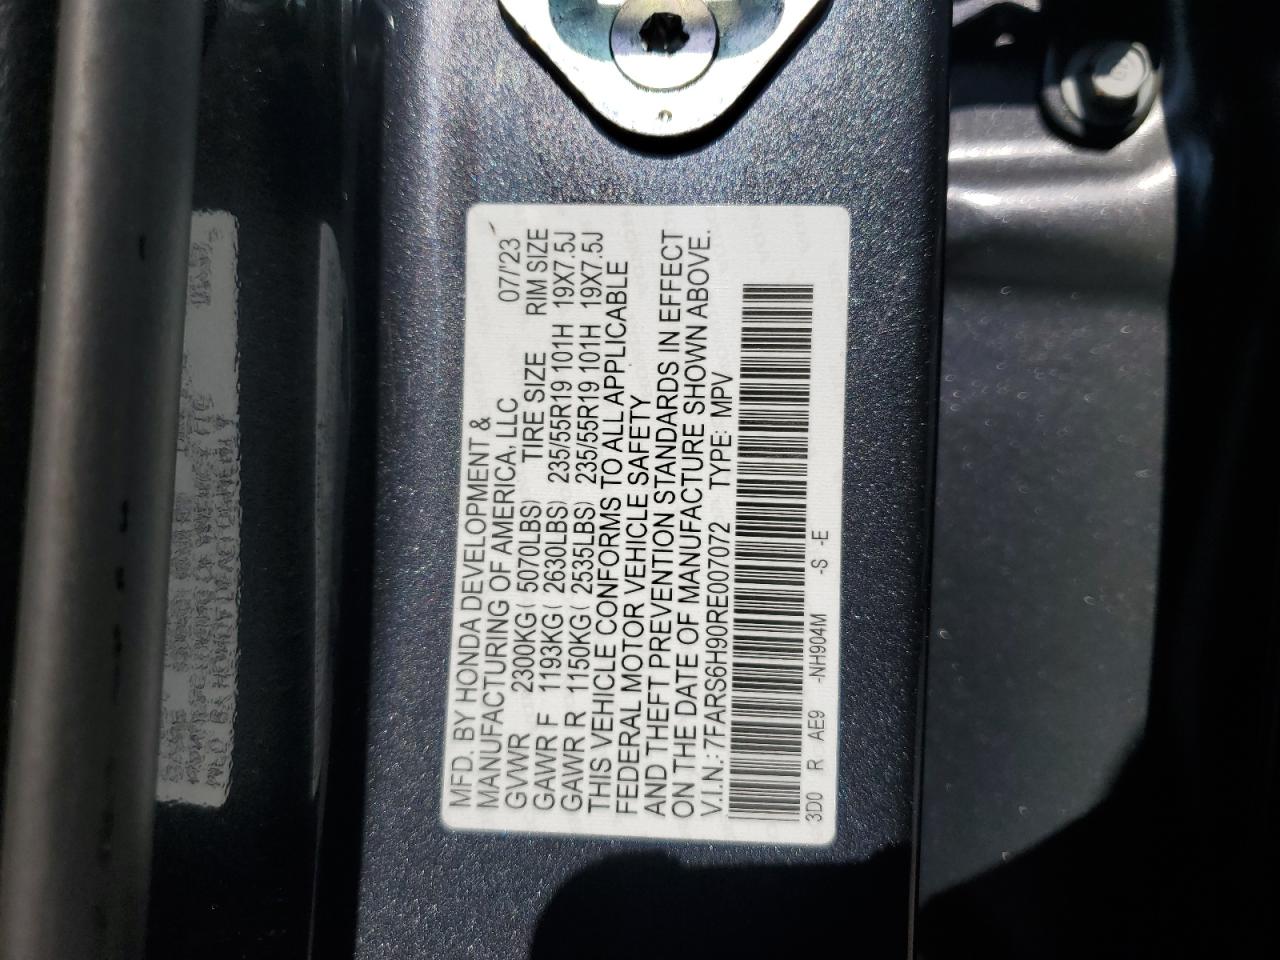 MFD. BY HONDA DEVELOPMENT &
MANUFACTURING OF AMERICA, LLC 07/'23
GVWR 2300KG ( 5070LBS) TIRE SIZE RIM SIZE
GAWR F 1193KG ( 2630LBS) 235/55R19 101H 19X7.5J
GAWR R 1150KG ( 2535LBS) 235/55R19 101H 19X7.5J
THIS VEHICLE CONFORMS TO ALL APPLICABLE
FEDERAL MOTOR VEHICLE SAFETY
AND THEFT PREVENTION STANDARDS IN EFFECT
ON THE DATE OF MANUFACTURE SHOWN ABOVE.
V.I.N.: 7FARS6H90RE007072 TYPE: MPV
3D0 R AE9 -NH904M -S -E